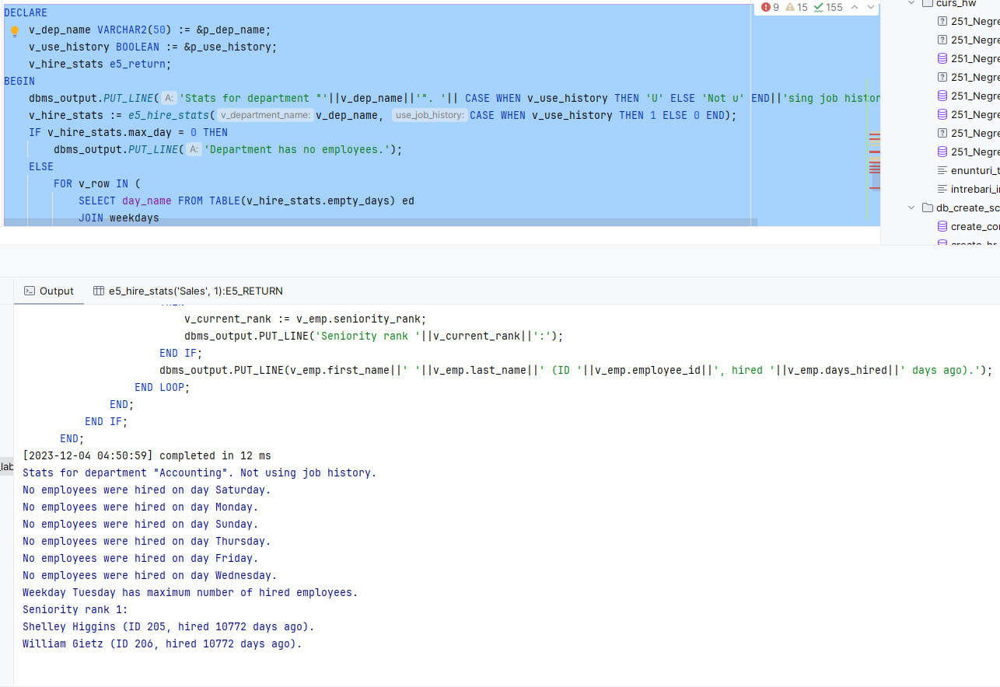 DECLARE
v_dep_name VARCHAR2(50) := &p_dep_name;
v_use_history BOOLEAN := &p_use_history;
v_hire_stats e5_return;
BEGIN
dbms_output.PUT_LINE( A: 'Stats for department "'||v_dep_name||'". '|| CASE WHEN v_use_history THEN 'U' ELSE 'Not u' END||'sing job histor
v_hire_stats := e5_hire_stats( v_department_name: v_dep_name, use_job_history: CASE WHEN v_use_history THEN 1 ELSE 0 END);
IF v_hire_stats.max_day = 0 THEN
dbms_output.PUT_LINE( A: 'Department has no employees.');
ELSE
FOR v_row IN (
SELECT day_name FROM TABLE(v_hire_stats.empty_days) ed
JOIN weekdays
9 15 155
curs_hw
251_Negre
251_Negre
251_Negre
251_Negre
251_Negre
251_Negre
251_Negre
251_Negre
enunturi_t
intrebari_i
db_create_sc
create_co
create_hr
Output
e5_hire_stats('Sales', 1):E5_RETURN
THEN
v_current_rank := v_emp.seniority_rank;
dbms_output.PUT_LINE('Seniority rank '||v_current_rank||':');
END IF;
dbms_output.PUT_LINE(v_emp.first_name||' '||v_emp.last_name||' (ID '||v_emp.employee_id||', hired '||v_emp.days_hired||' days ago).');
END LOOP;
END;
END IF;
END;
[2023-12-04 04:50:59] completed in 12 ms
_lab
Stats for department "Accounting". Not using job history.
No employees were hired on day Saturday.
No employees were hired on day Monday.
No employees were hired on day Sunday.
No employees were hired on day Thursday.
No employees were hired on day Friday.
No employees were hired on day Wednesday.
Weekday Tuesday has maximum number of hired employees.
Seniority rank 1:
Shelley Higgins (ID 205, hired 10772 days ago).
William Gietz (ID 206, hired 10772 days ago).